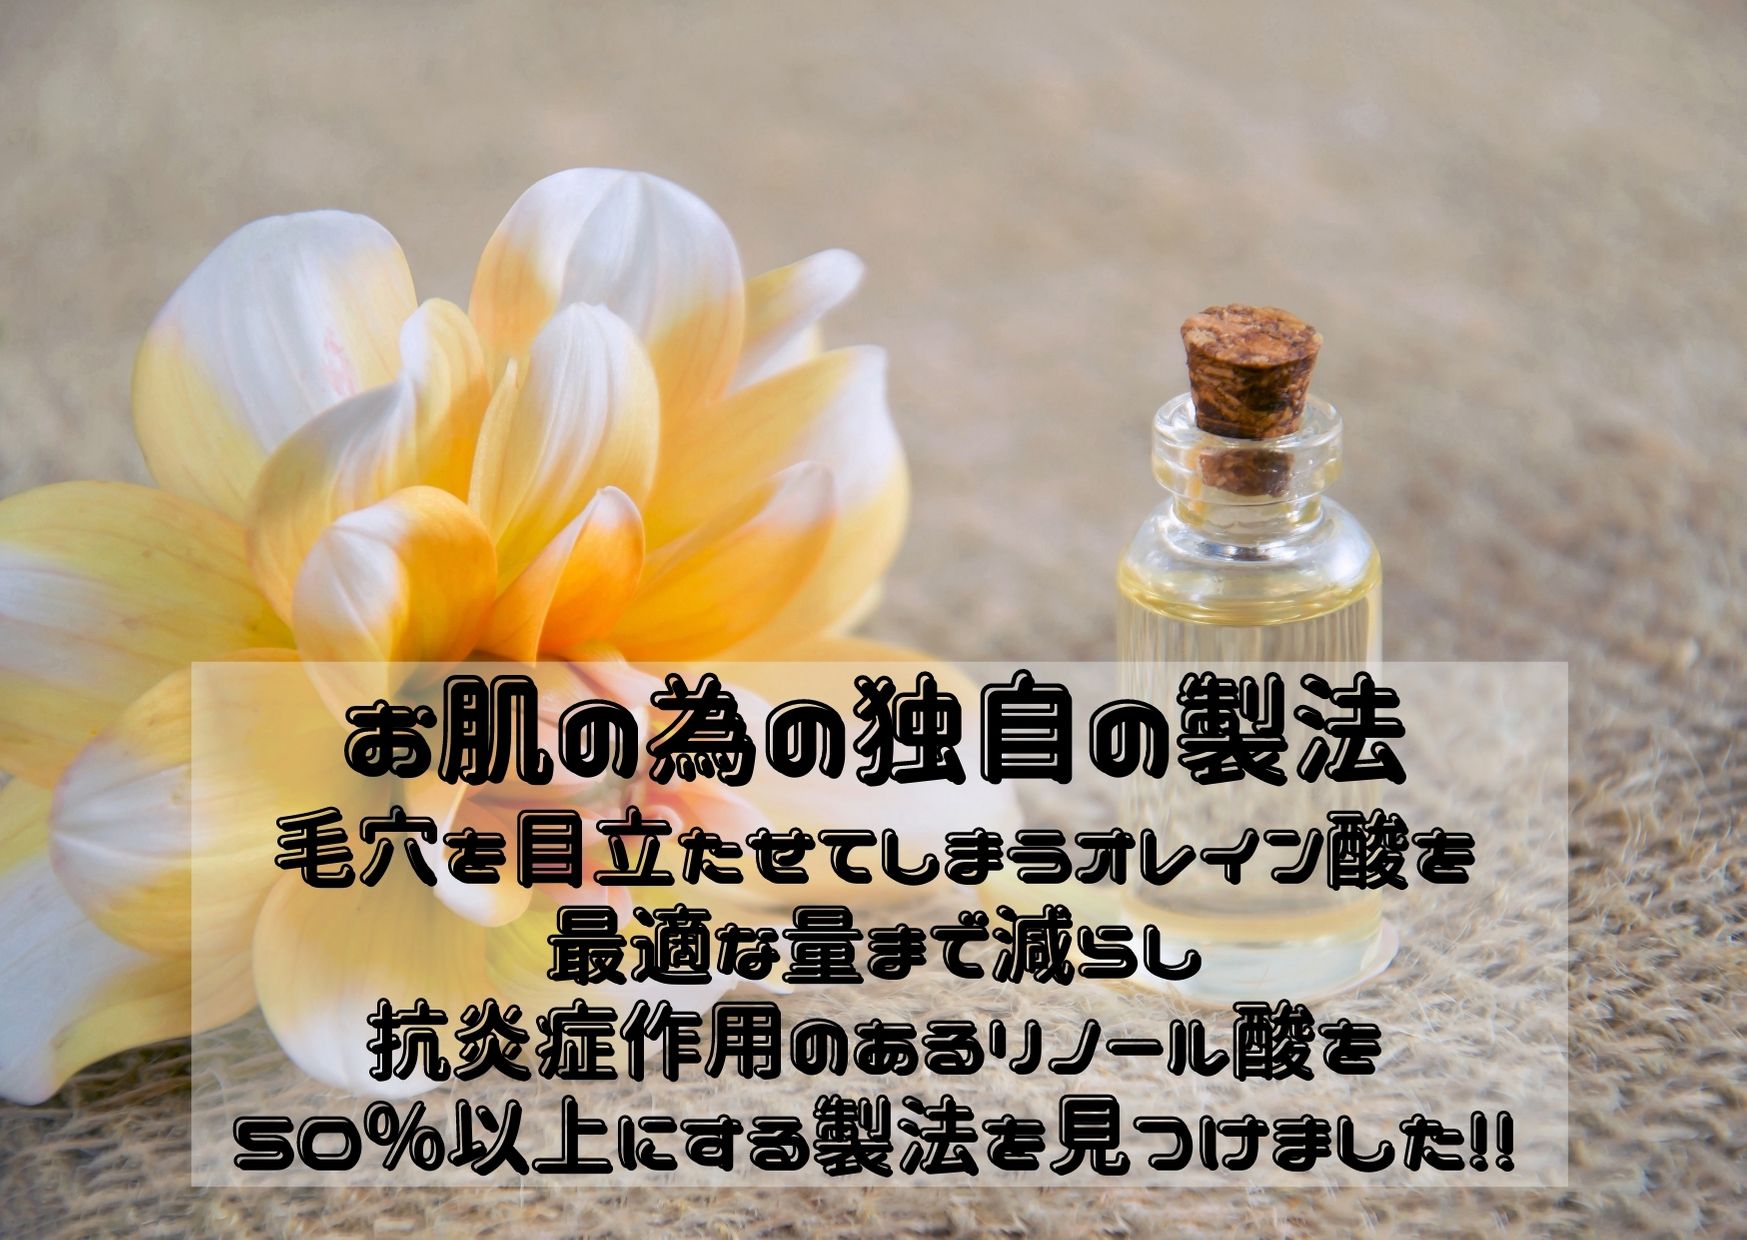 お肌の為の独自の製法
毛穴を目立たせてしまうオレイン酸を
最適な量まで減らし
抗炎症作用のあるリノール酸を
50%以上にする製法を見つけました!!